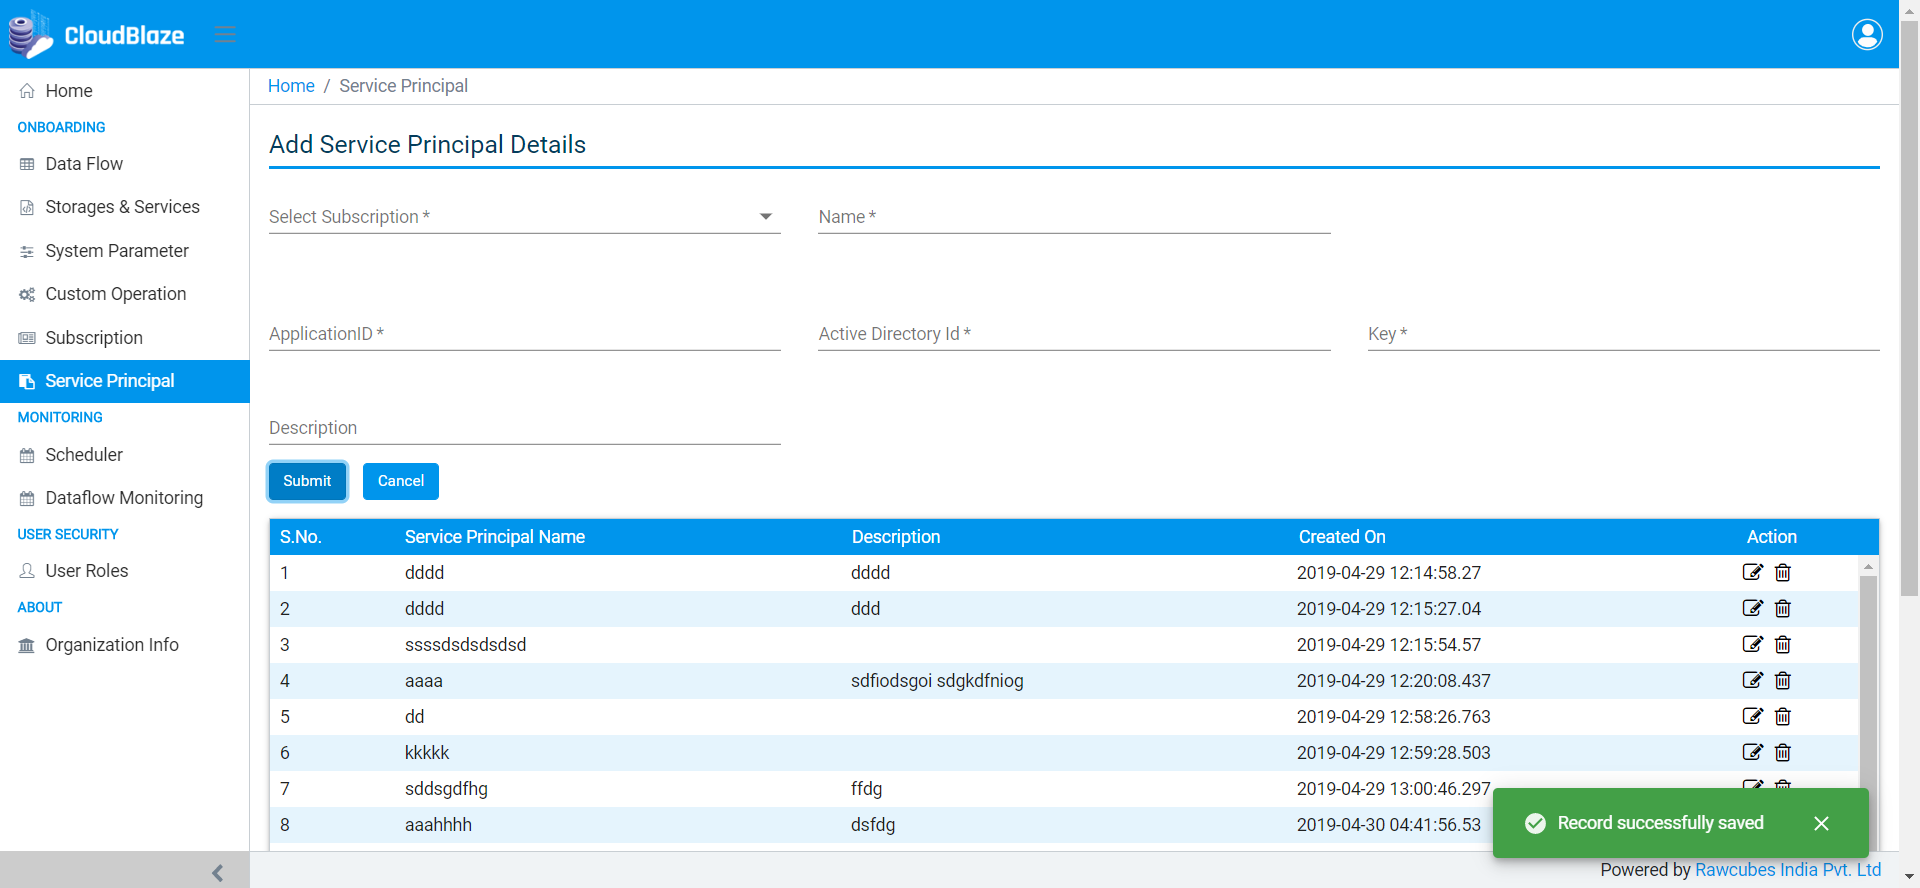 CloudBlaze
Home
ONBOARDING
Data Flow
Storages & Services
System Parameter
Custom Operation
Subscription
Service Principal
MONITORING
Scheduler
Dataflow Monitoring
USER SECURITY
User Roles
ABOUT
Organization Info
Home / Service Principal
Add Service Principal Details
Select Subscription * Name *
ApplicationID * Active Directory Id * Key *
Description
Submit Cancel
S.No. Service Principal Name Description Created On Action
1 dddd dddd 2019-04-29 12:14:58.27
2 dddd ddd 2019-04-29 12:15:27.04
3 ssssdsdsdsdsd 2019-04-29 12:15:54.57
4 aaaa sdfiodsgoi sdgkdfniog 2019-04-29 12:20:08.437
5 dd 2019-04-29 12:58:26.763
6 kkkkk 2019-04-29 12:59:28.503
7 sddsgdfhg ffdg 2019-04-29 13:00:46.297
8 aaahhhh dsfdg 2019-04-30 04:41:56.53
Record successfully saved
Powered by Rawcubes India Pvt. Ltd